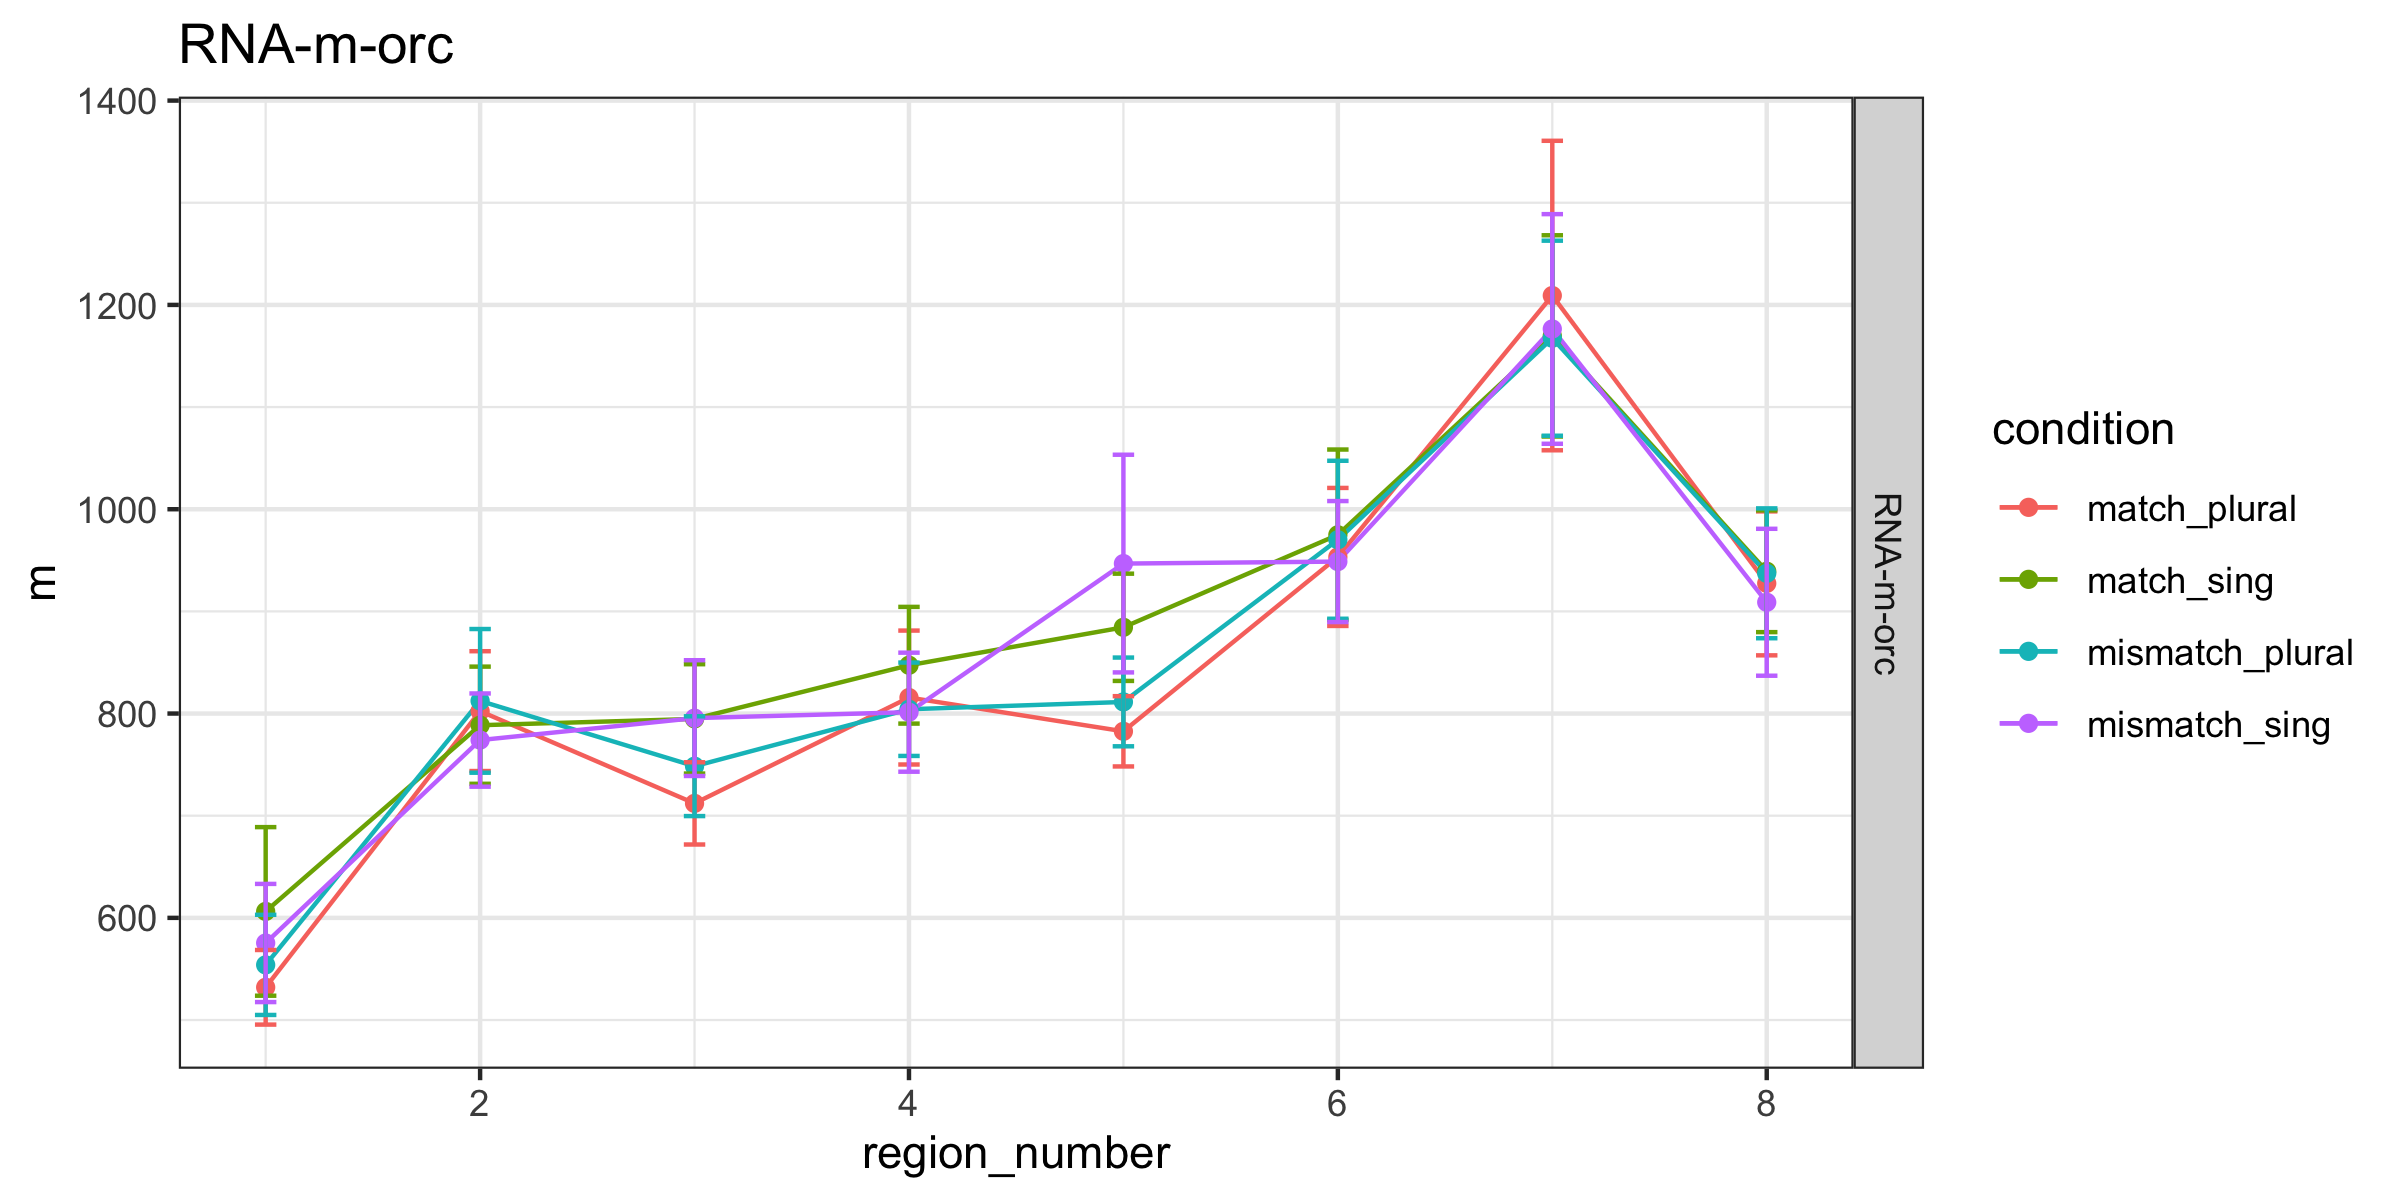 RNA-m-orc
1400
1200
1000
800
600
m
2
4
6
8
region_number
RNA-m-orc
condition
match_plural
match_sing
mismatch_plural
mismatch_sing